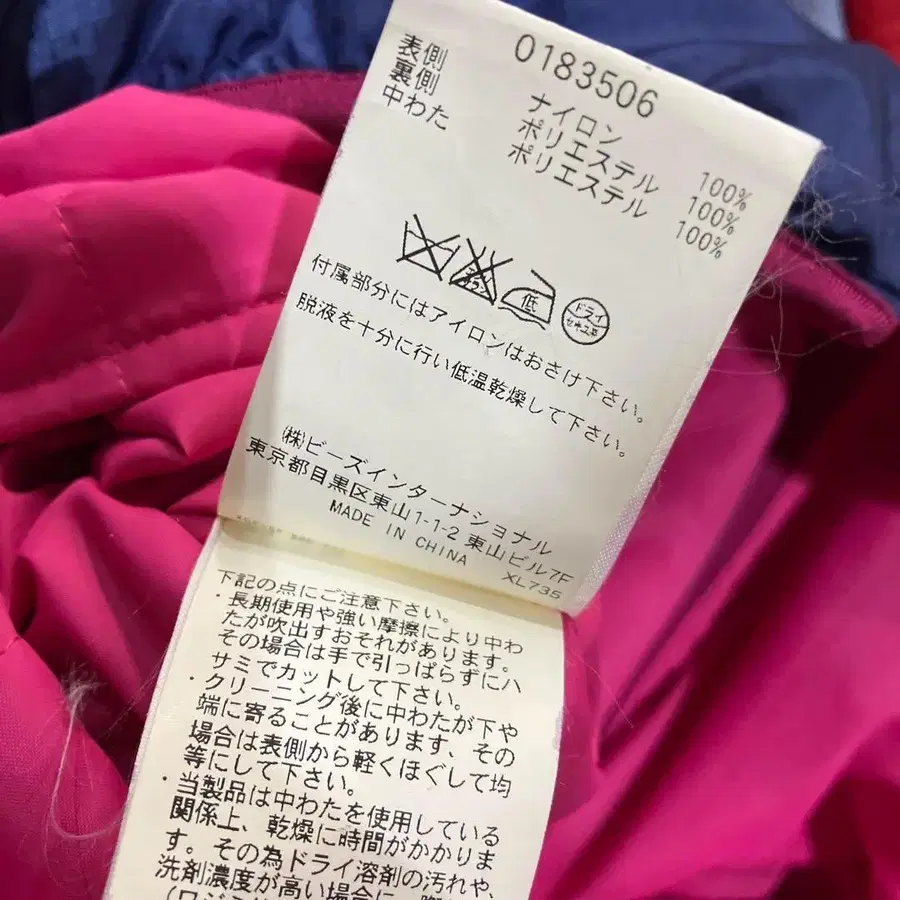 0183506
表側 ナイロン 100%
裏側 ポリエステル 100%
中わた ポリエステル 100%
低
ドライ
セキユ系
付属部分にはアイロンはおさけ下さい。
脱液を十分に行い低温乾燥して下さい。
(株)ビーズインターナショナル
東京都目黒区東山1-1-2 東山ビル7F
MADE IN CHINA
XL735
下記の点にご注意下さい。
・長期使用や強い摩擦により中わ
たが吹出すおそれがあります。
その場合は手で引っぱらずにハ
サミでカットして下さい。
・クリーニング後に中わたが下や
端に寄ることがあります、その
場合は表側から軽くほぐして均
等にして下さい。
・当製品は中わたを使用している
関係上、乾燥に時間がかかりま
す。その為ドライ溶剤の汚れや、
洗剤濃度が高い場合に、